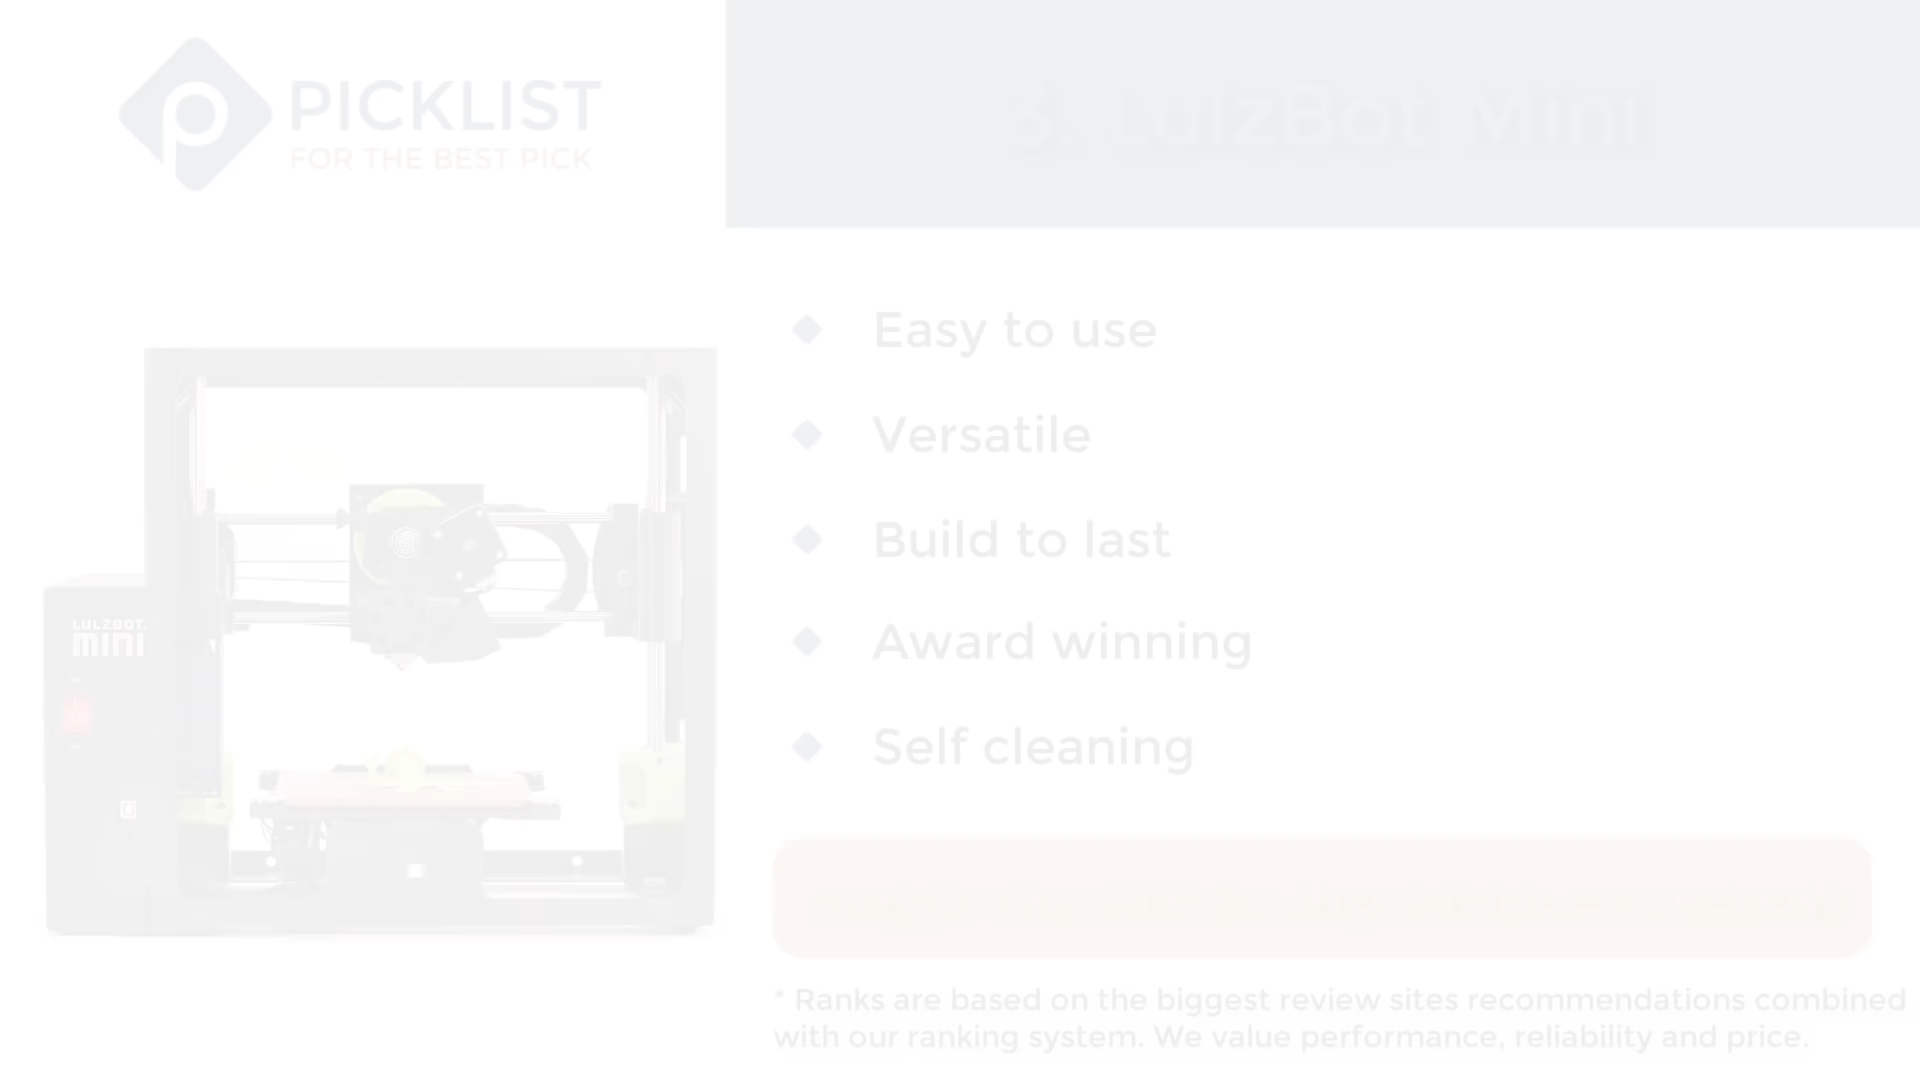 PICKLIST
FOR THE BEST PICK
3. LulzBot Mini
Easy to use
Versatile
Build to last
Award winning
Self cleaning
LULZBOT
mini
* Ranks are based on the biggest review sites recommendations combined
with our ranking system. We value performance, reliability and price.